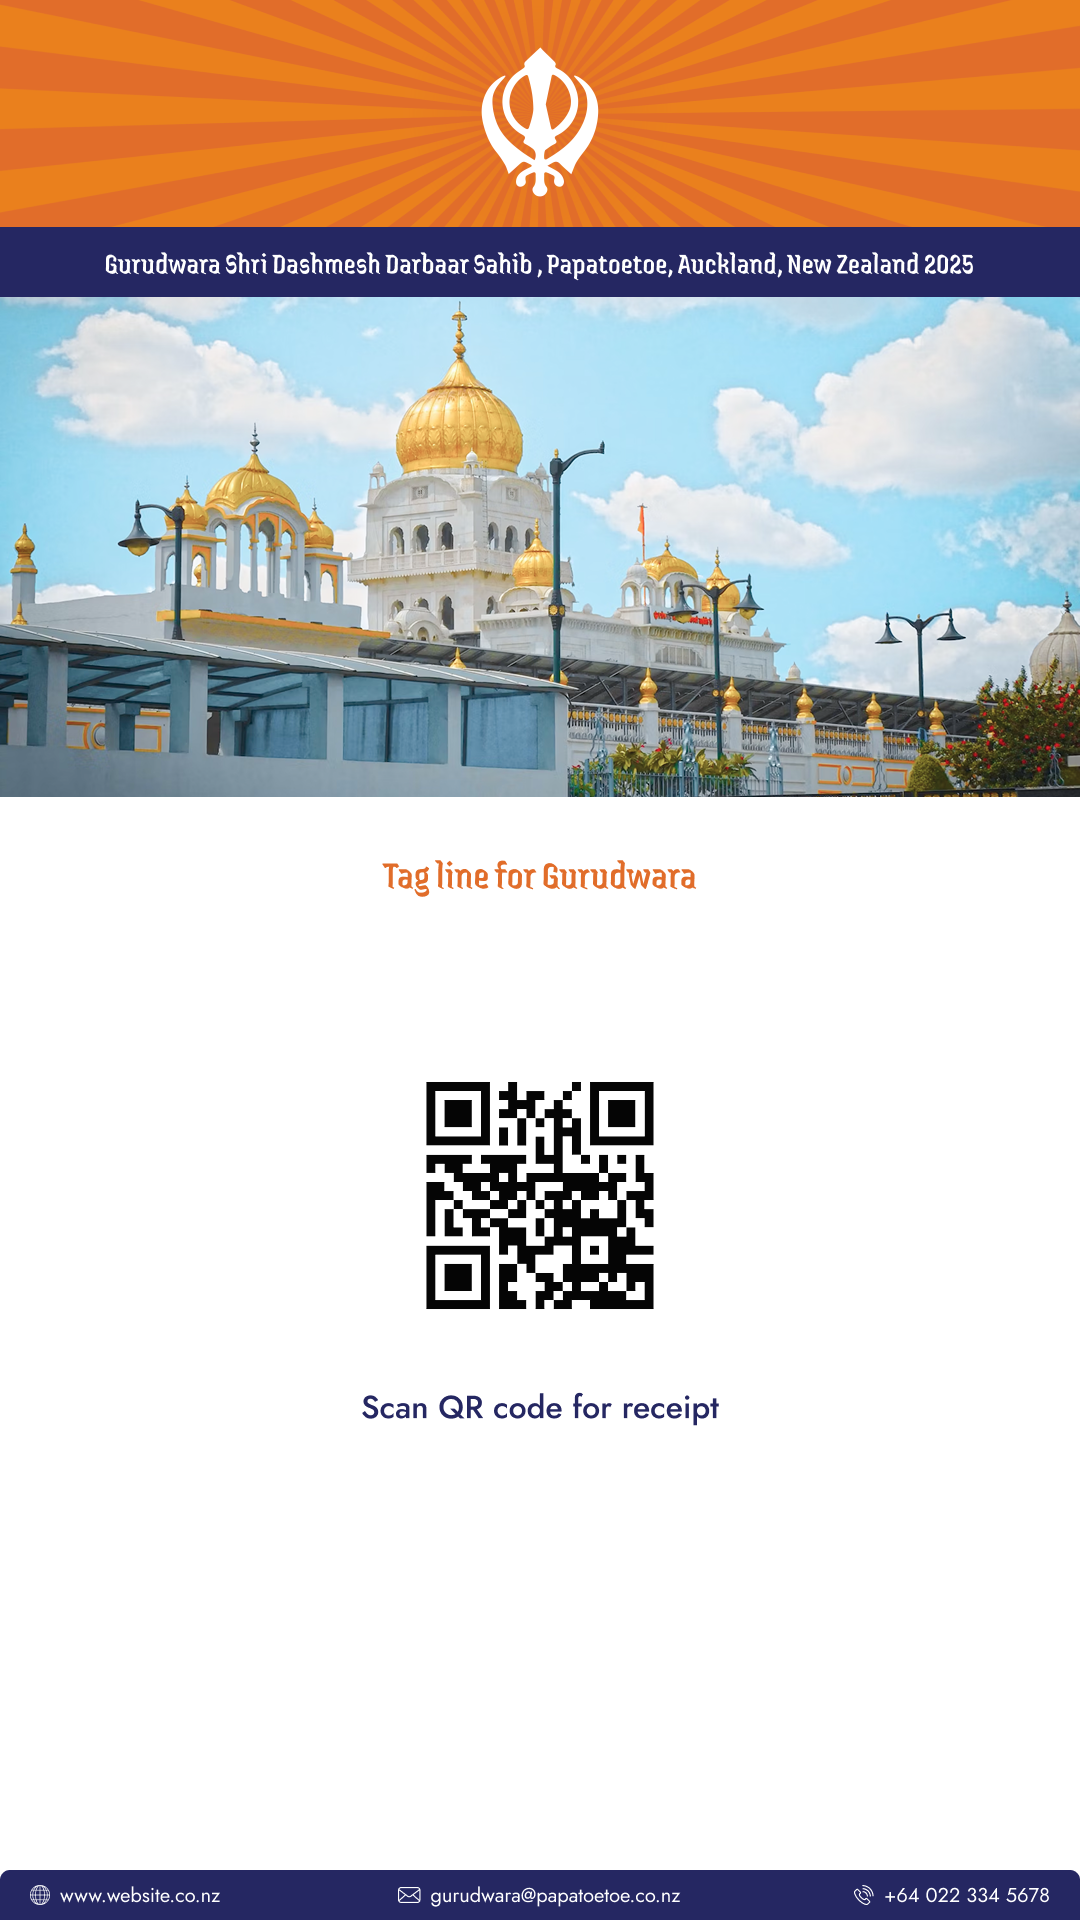 Gurudwara Shri Dashmesh Darbaar Sahib , Papatoetoe, Auckland, New Zealand 2025
Tag line for Gurudwara
Scan QR code for receipt
www.website.co.nz
gurudwara@papatoetoe.co.nz
+64 022 334 5678